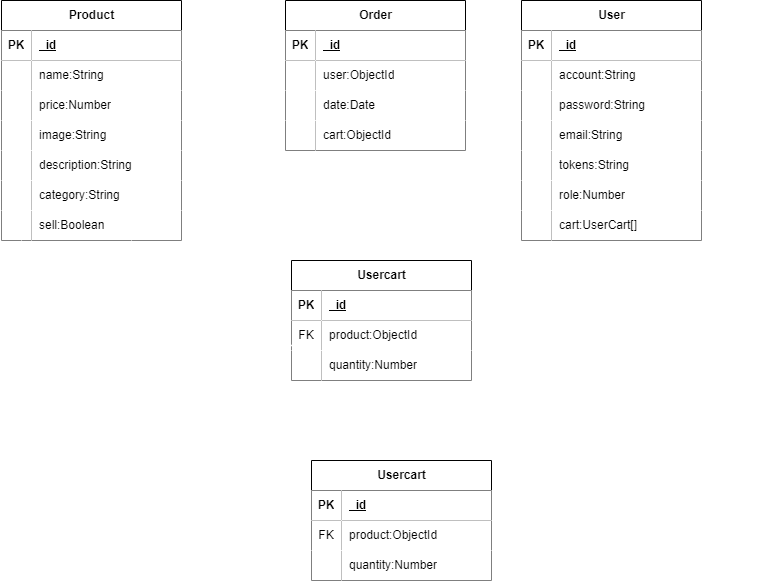 Product
PK _id
name:String
price:Number
image:String
description:String
category:String
sell:Boolean
Order
PK _id
user:ObjectId
date:Date
cart:ObjectId
User
PK _id
account:String
password:String
email:String
tokens:String
role:Number
cart:UserCart[]
Usercart
PK _id
FK product:ObjectId
quantity:Number
Usercart
PK _id
FK product:ObjectId
quantity:Number